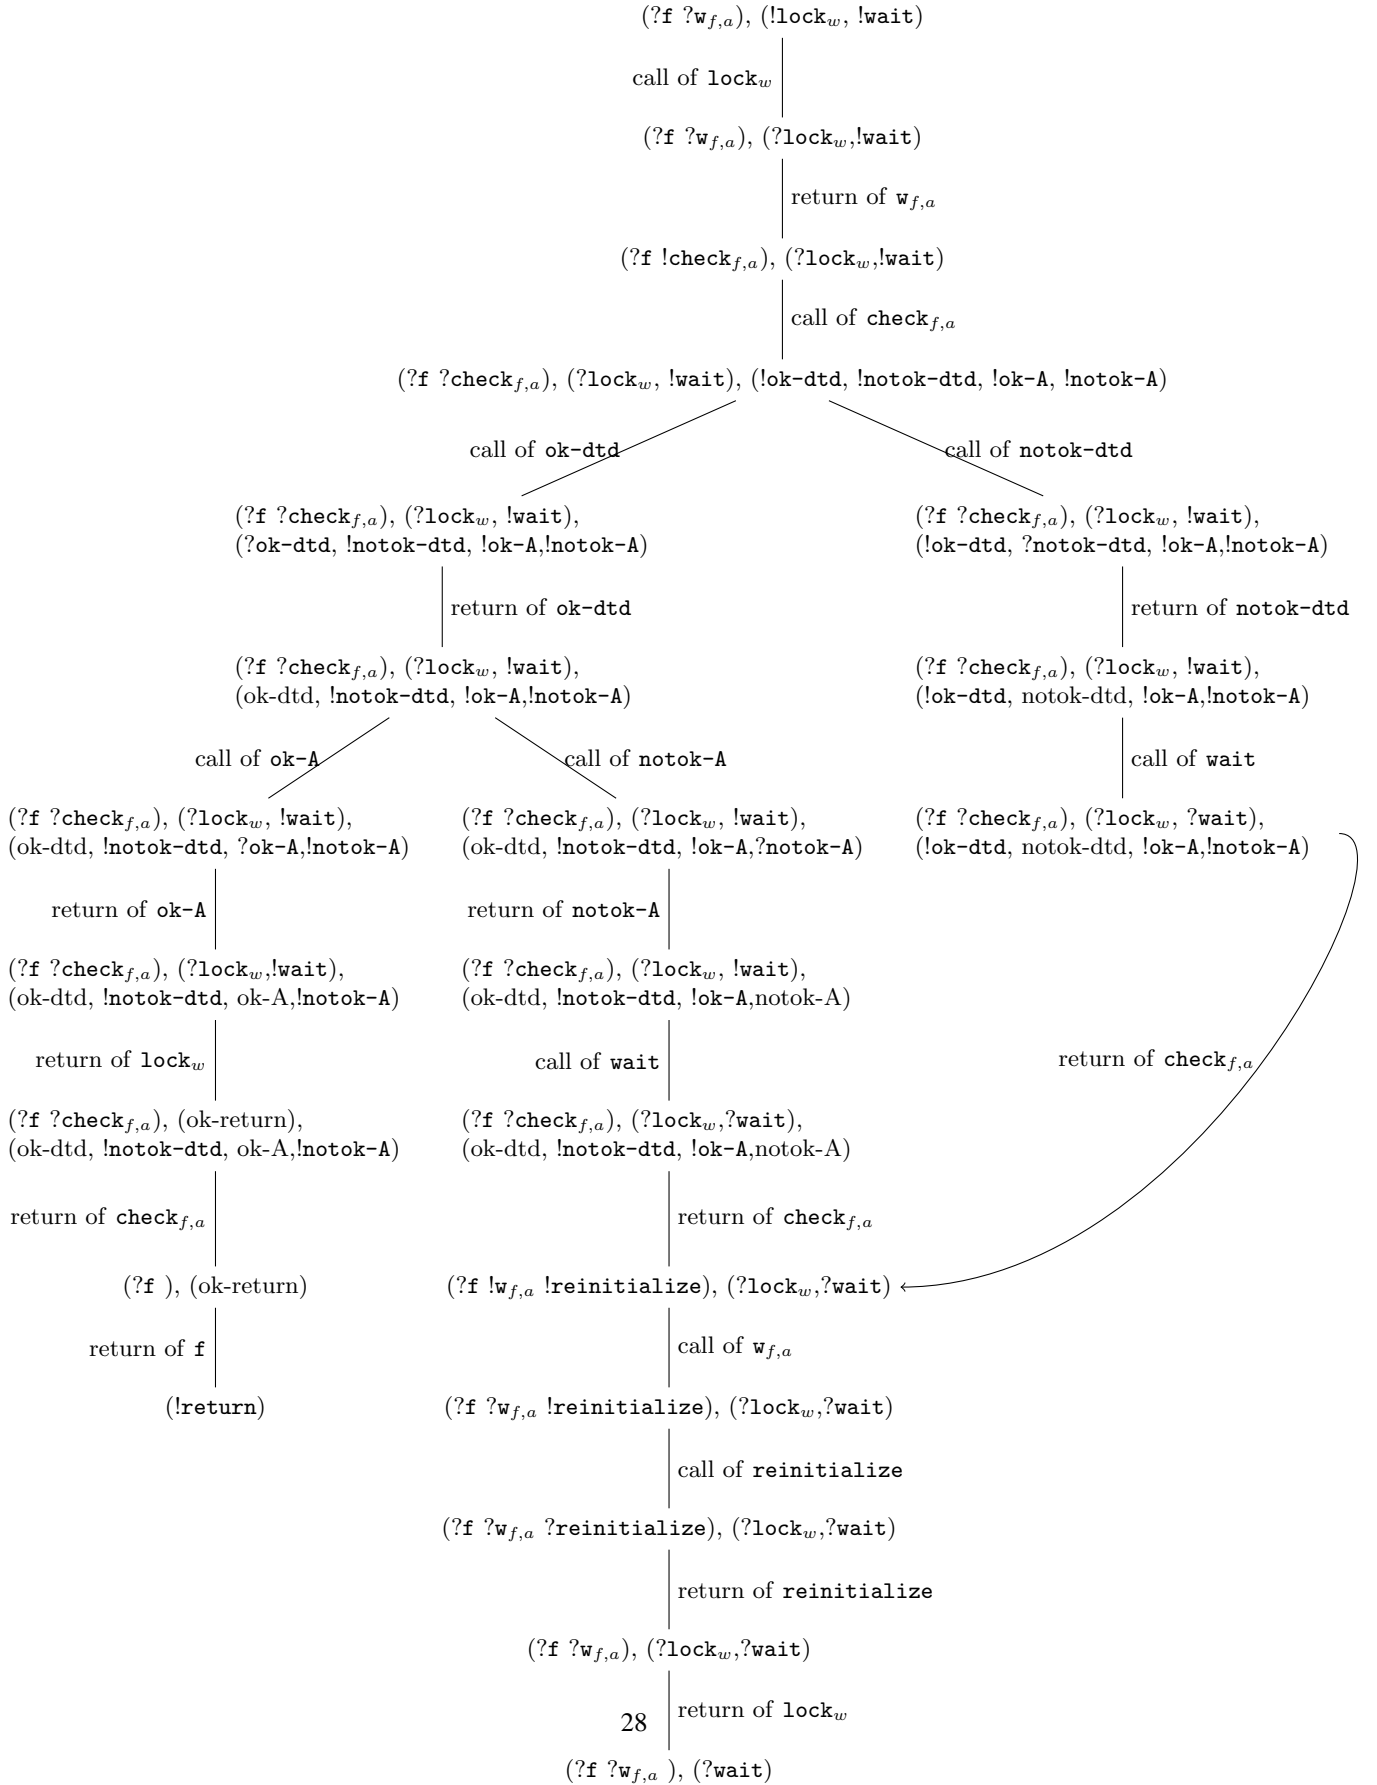 (?f ?w_{f,a}), (!lock_w, !wait)
call of lock_w
(?f ?w_{f,a}), (?lock_w,!wait)
return of w_{f,a}
(?f !check_{f,a}), (?lock_w,!wait)
call of check_{f,a}
(?f ?check_{f,a}), (?lock_w, !wait), (!ok-dtd, !notok-dtd, !ok-A, !notok-A)
call of ok-dtd
call of notok-dtd
(?f ?check_{f,a}), (?lock_w, !wait),
(?ok-dtd, !notok-dtd, !ok-A,!notok-A)
(?f ?check_{f,a}), (?lock_w, !wait),
(!ok-dtd, ?notok-dtd, !ok-A,!notok-A)
return of ok-dtd
return of notok-dtd
(?f ?check_{f,a}), (?lock_w, !wait),
(ok-dtd, !notok-dtd, !ok-A,!notok-A)
(?f ?check_{f,a}), (?lock_w, !wait),
(!ok-dtd, notok-dtd, !ok-A,!notok-A)
call of ok-A
call of notok-A
call of wait
(?f ?check_{f,a}), (?lock_w, !wait),
(ok-dtd, !notok-dtd, ?ok-A,!notok-A)
(?f ?check_{f,a}), (?lock_w, !wait),
(ok-dtd, !notok-dtd, !ok-A,?notok-A)
(?f ?check_{f,a}), (?lock_w, ?wait),
(!ok-dtd, notok-dtd, !ok-A,!notok-A)
return of ok-A
return of notok-A
(?f ?check_{f,a}), (?lock_w,!wait),
(ok-dtd, !notok-dtd, ok-A,!notok-A)
(?f ?check_{f,a}), (?lock_w, !wait),
(ok-dtd, !notok-dtd, !ok-A,notok-A)
return of lock_w
call of wait
return of check_{f,a}
(?f ?check_{f,a}), (ok-return),
(ok-dtd, !notok-dtd, ok-A,!notok-A)
(?f ?check_{f,a}), (?lock_w,?wait),
(ok-dtd, !notok-dtd, !ok-A,notok-A)
return of check_{f,a}
return of check_{f,a}
(?f ), (ok-return)
(?f !w_{f,a} !reinitialize), (?lock_w,?wait)
return of f
call of w_{f,a}
(!return)
(?f ?w_{f,a} !reinitialize), (?lock_w,?wait)
call of reinitialize
(?f ?w_{f,a} ?reinitialize), (?lock_w,?wait)
return of reinitialize
(?f ?w_{f,a}), (?lock_w,?wait)
return of lock_w
28
(?f ?w_{f,a} ), (?wait)